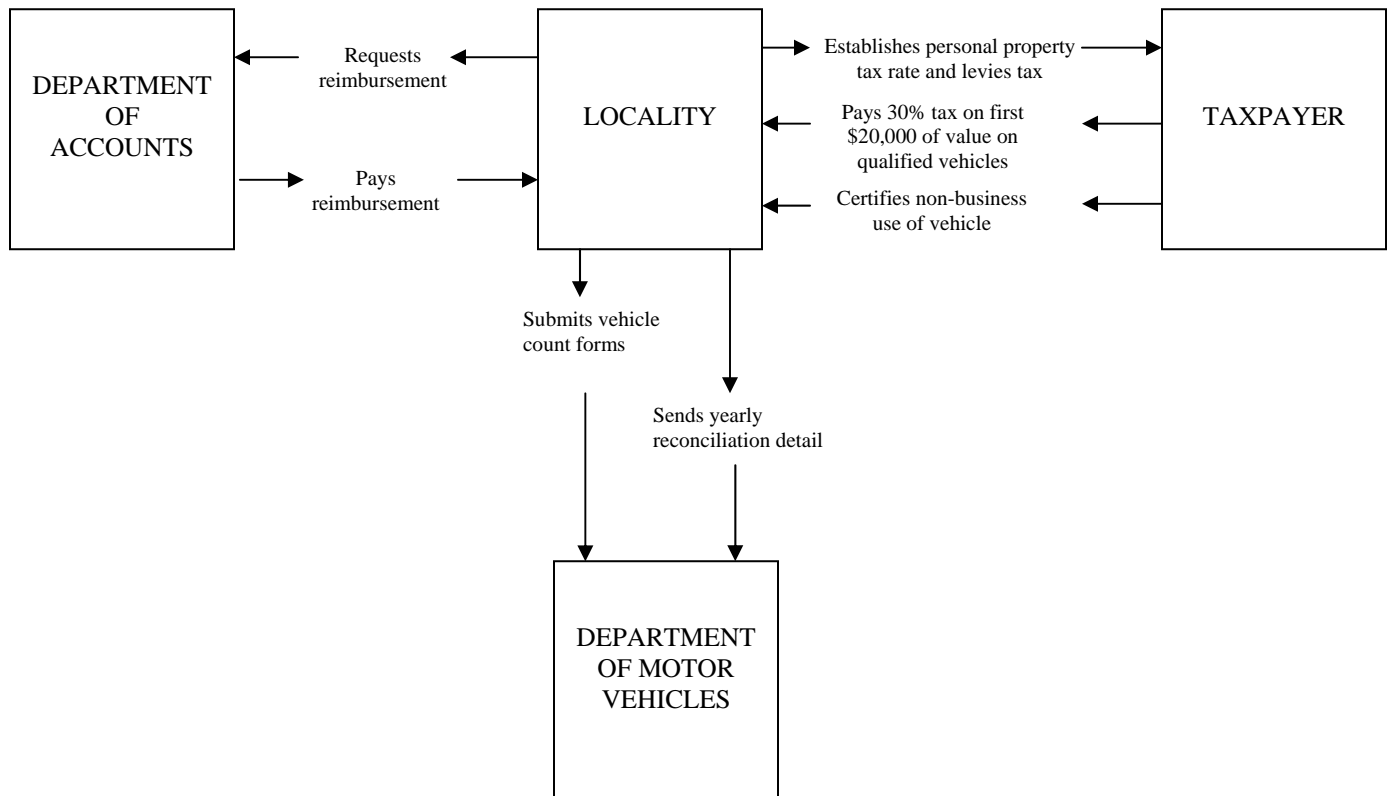 DEPARTMENT
OF
ACCOUNTS
Requests
reimbursement
Pays
reimbursement
LOCALITY
Establishes personal property
tax rate and levies tax
Pays 30% tax on first
$20,000 of value on
qualified vehicles
Certifies non-business
use of vehicle
TAXPAYER
Submits vehicle
count forms
Sends yearly
reconciliation detail
DEPARTMENT
OF MOTOR
VEHICLES